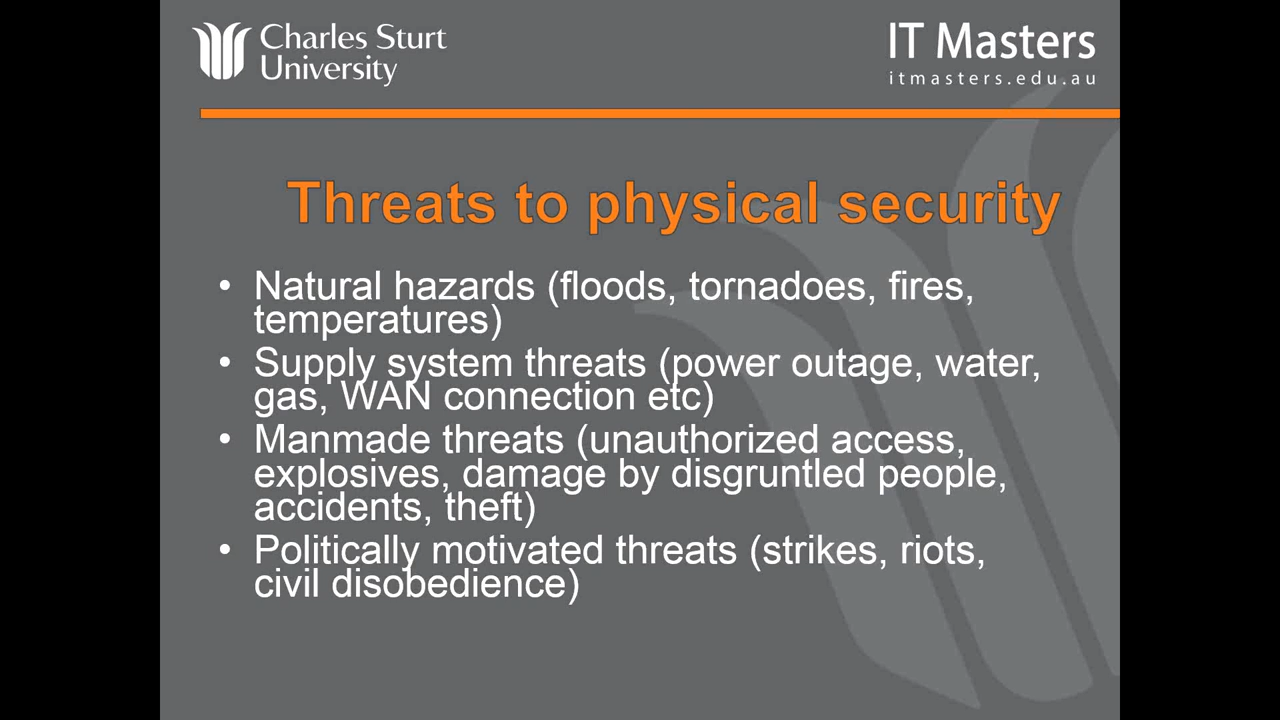 Charles Sturt
University
IT Masters
itmasters.edu.au
Threats to physical security
• Natural hazards (floods, tornadoes, fires,
temperatures)
• Supply system threats (power outage, water,
gas, WAN connection etc)
• Manmade threats (unauthorized access,
explosives, damage by disgruntled people,
accidents, theft)
• Politically motivated threats (strikes, riots,
civil disobedience)